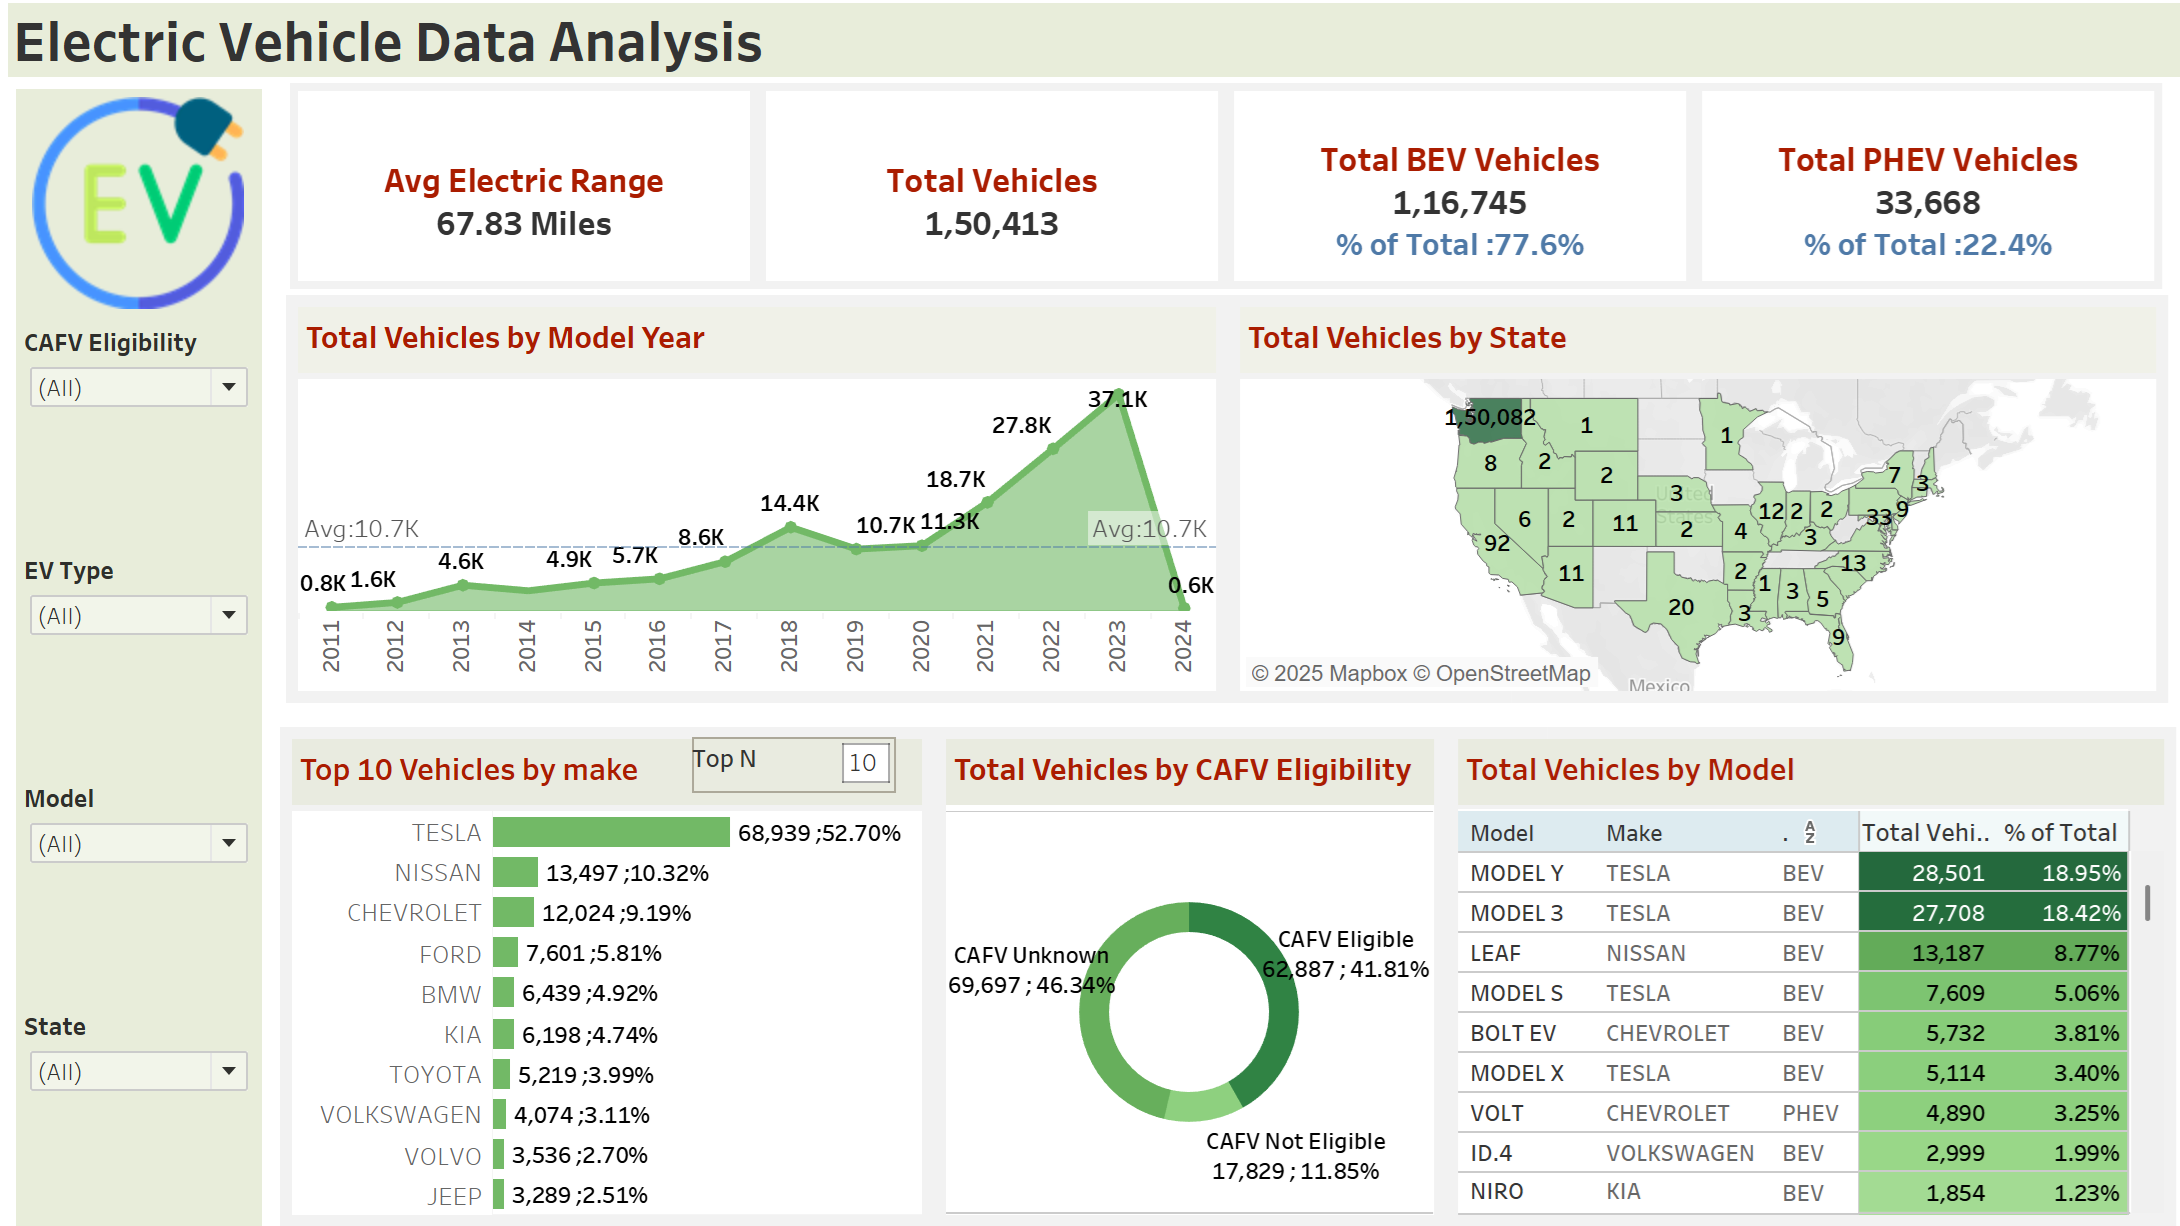 Electric Vehicle Data Analysis
EV
CAFV Eligibility
(All)
EV Type
(All)
Model
(All)
State
(All)
Avg Electric Range
67.83 Miles
Total Vehicles
1,50,413
Total BEV Vehicles
1,16,745
% of Total :77.6%
Total PHEV Vehicles
33,668
% of Total :22.4%
Total Vehicles by Model Year
Avg:10.7K
Avg:10.7K
0.8K 1.6K 4.6K 4.9K 5.7K 8.6K 14.4K 10.7K 11.3K 18.7K 27.8K 37.1K 0.6K
2011 2012 2013 2014 2015 2016 2017 2018 2019 2020 2021 2022 2023 2024
Total Vehicles by State
1,50,082 1 1
8 2 2 7 3
3 United States
6 2 11 2 4 12 2 2 33 9
92 3
11 2 1 3 5 13
20 3 9
© 2025 Mapbox © OpenStreetMap
Mexico
Top 10 Vehicles by make
Top N 10
TESLA 68,939 ;52.70%
NISSAN 13,497 ;10.32%
CHEVROLET 12,024 ;9.19%
FORD 7,601 ;5.81%
BMW 6,439 ;4.92%
KIA 6,198 ;4.74%
TOYOTA 5,219 ;3.99%
VOLKSWAGEN 4,074 ;3.11%
VOLVO 3,536 ;2.70%
JEEP 3,289 ;2.51%
Total Vehicles by CAFV Eligibility
CAFV Unknown
69,697 ; 46.34%
CAFV Eligible
62,887 ; 41.81%
CAFV Not Eligible
17,829 ; 11.85%
Total Vehicles by Model
Model Make . AZ Total Vehi.. % of Total
MODEL Y TESLA BEV 28,501 18.95%
MODEL 3 TESLA BEV 27,708 18.42%
LEAF NISSAN BEV 13,187 8.77%
MODEL S TESLA BEV 7,609 5.06%
BOLT EV CHEVROLET BEV 5,732 3.81%
MODEL X TESLA BEV 5,114 3.40%
VOLT CHEVROLET PHEV 4,890 3.25%
ID.4 VOLKSWAGEN BEV 2,999 1.99%
NIRO KIA BEV 1,854 1.23%